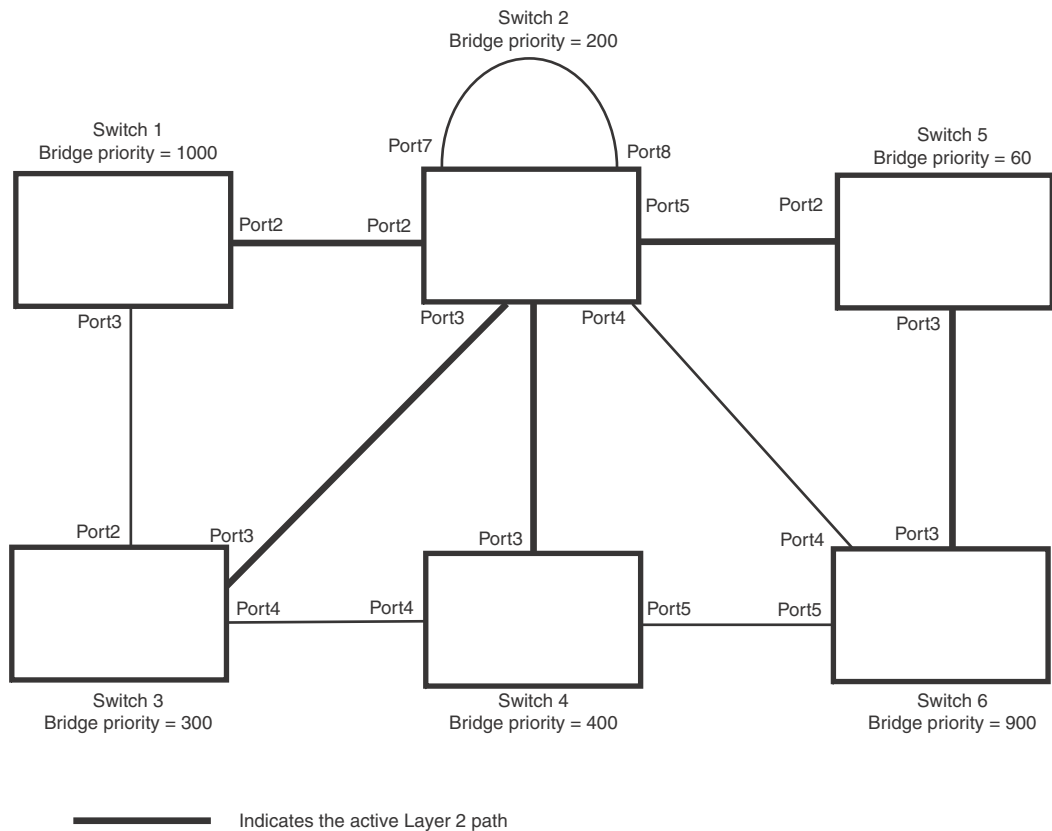 Switch 2
Bridge priority = 200
Switch 1
Bridge priority = 1000
Switch 5
Bridge priority = 60
Port7
Port8
Port2
Port2
Port5
Port2
Port3
Port3
Port4
Port3
Port2
Port3
Port3
Port4
Port3
Port4
Port4
Port5
Port5
Switch 3
Bridge priority = 300
Switch 4
Bridge priority = 400
Switch 6
Bridge priority = 900
Indicates the active Layer 2 path